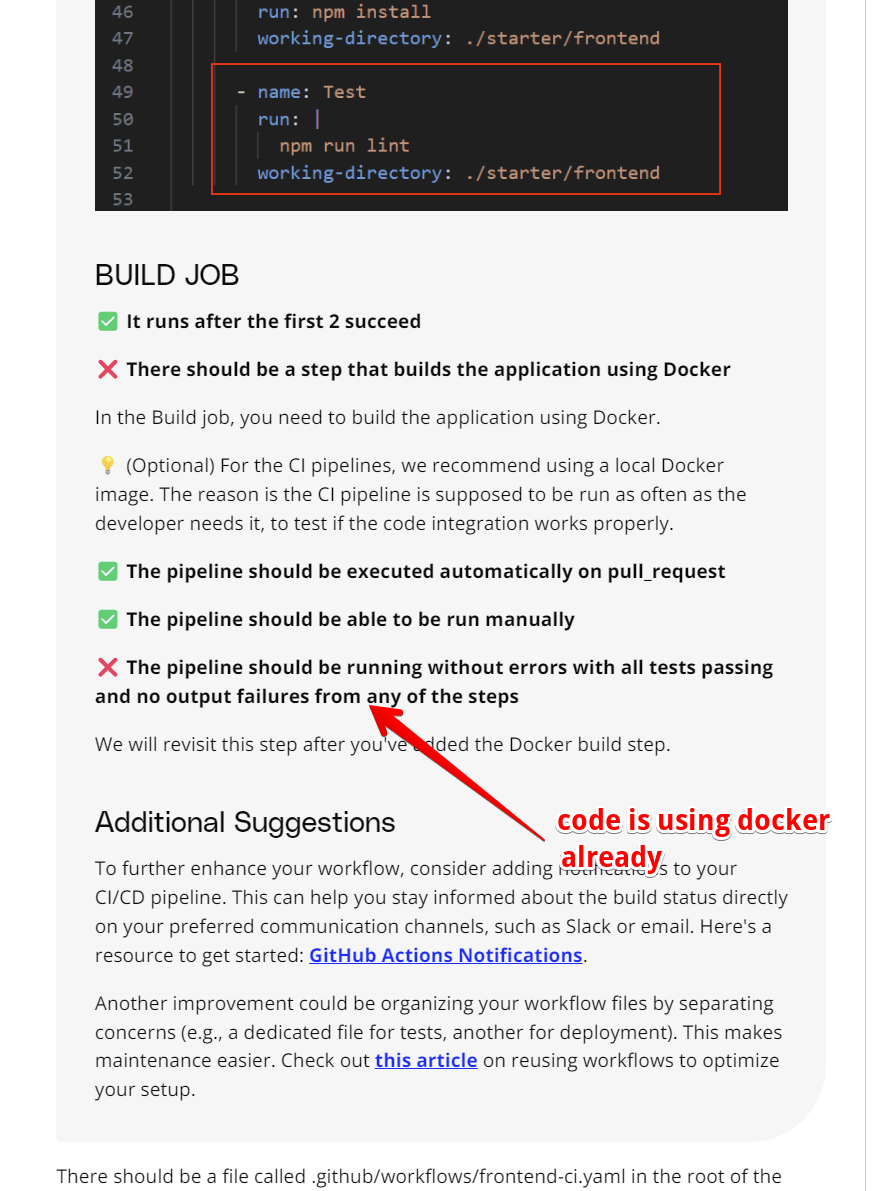 46 run: npm install
47 working-directory: ./starter/frontend
48
49 - name: Test
50 run: |
51 npm run lint
52 working-directory: ./starter/frontend
53
BUILD JOB
✅ It runs after the first 2 succeed
❌ There should be a step that builds the application using Docker
In the Build job, you need to build the application using Docker.
💡 (Optional) For the CI pipelines, we recommend using a local Docker
image. The reason is the CI pipeline is supposed to be run as often as the
developer needs it, to test if the code integration works properly.
✅ The pipeline should be executed automatically on pull_request
✅ The pipeline should be able to be run manually
❌ The pipeline should be running without errors with all tests passing
and no output failures from any of the steps
We will revisit this step after you've added the Docker build step.
code is using docker
already
Additional Suggestions
To further enhance your workflow, consider adding notifications to your
CI/CD pipeline. This can help you stay informed about the build status directly
on your preferred communication channels, such as Slack or email. Here's a
resource to get started: GitHub Actions Notifications.
Another improvement could be organizing your workflow files by separating
concerns (e.g., a dedicated file for tests, another for deployment). This makes
maintenance easier. Check out this article on reusing workflows to optimize
your setup.
There should be a file called .github/workflows/frontend-ci.yaml in the root of the